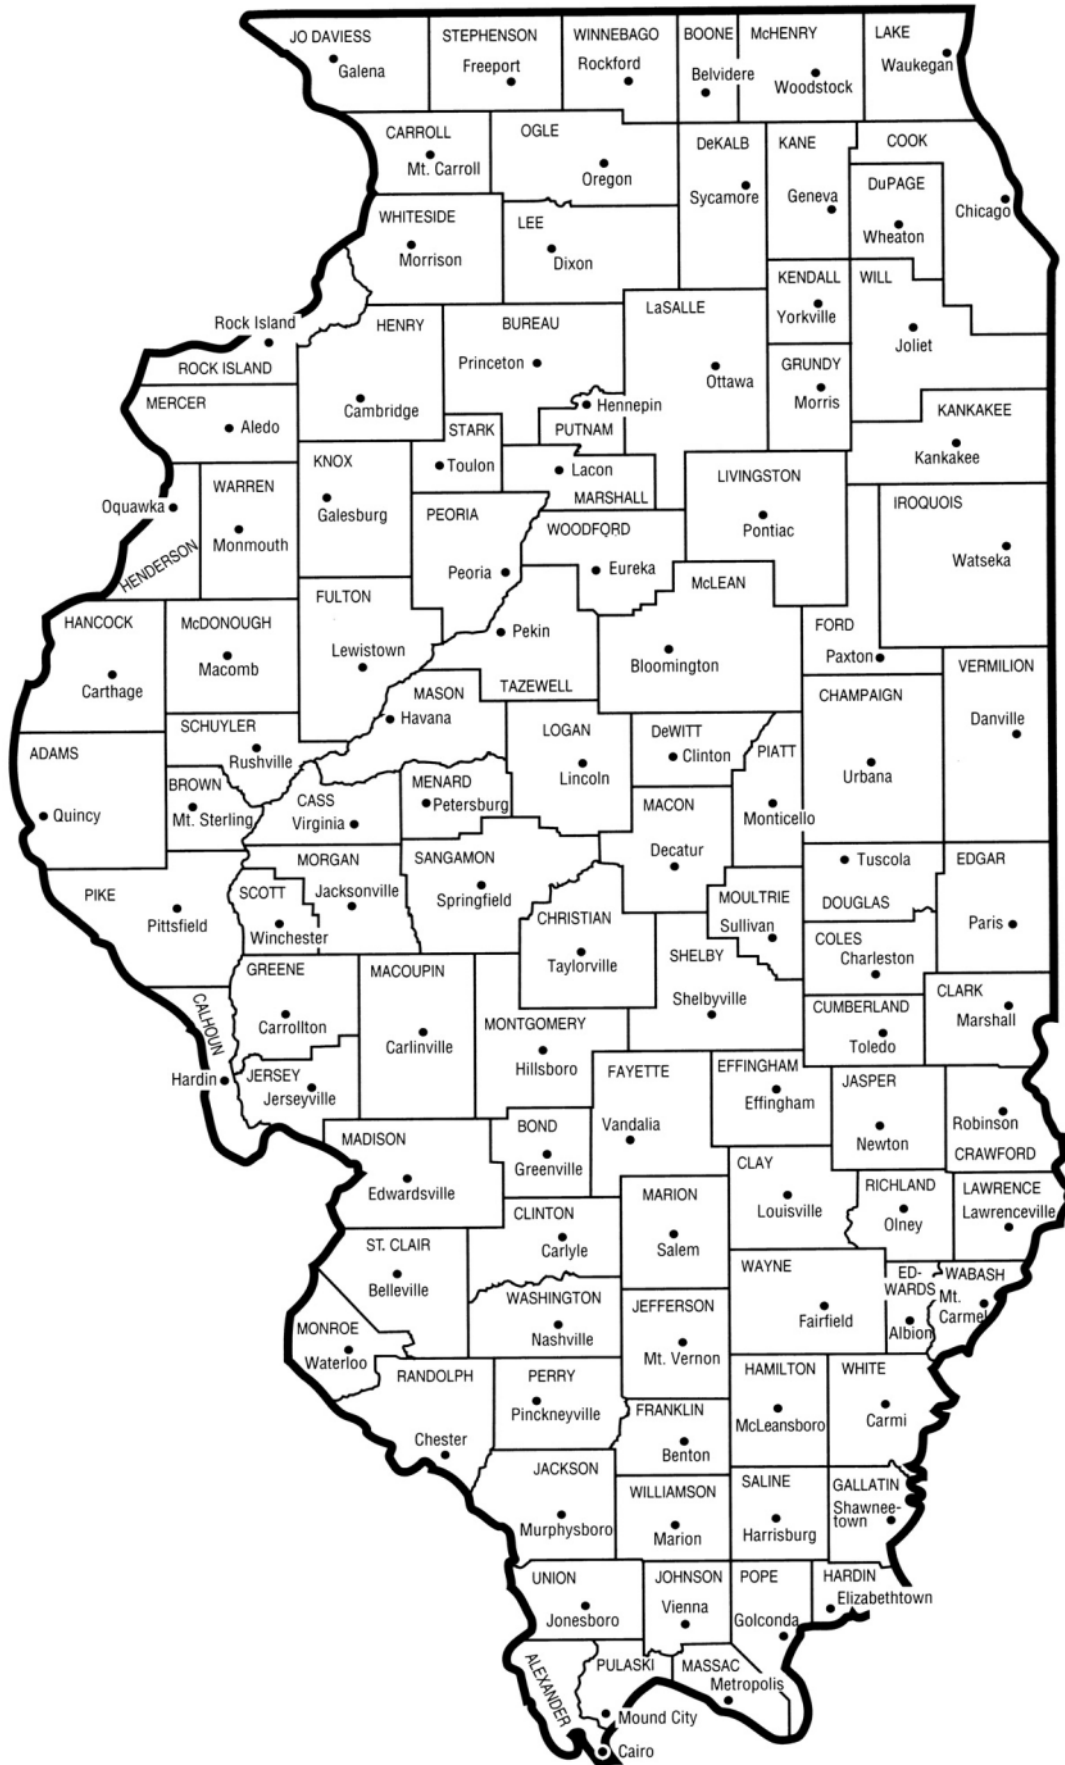 JO DAVIESS
Galena
STEPHENSON
Freeport
WINNEBAGO
Rockford
BOONE
Belvidere
McHENRY
Woodstock
LAKE
Waukegan
CARROLL
Mt. Carroll
OGLE
Oregon
DeKALB
Sycamore
KANE
Geneva
COOK
Chicago
DuPAGE
Wheaton
WHITESIDE
Morrison
LEE
Dixon
KENDALL
Yorkville
WILL
Joliet
Rock Island
ROCK ISLAND
HENRY
Cambridge
BUREAU
Princeton
LaSALLE
Ottawa
GRUNDY
Morris
MERCER
Aledo
Hennepin
PUTNAM
KANKAKEE
Kankakee
STARK
Toulon
KNOX
Galesburg
Lacon
MARSHALL
LIVINGSTON
Pontiac
IROQUOIS
Watseka
Oquawka
HENDERSON
WARREN
Monmouth
PEORIA
Peoria
WOODFORD
Eureka
McLEAN
Bloomington
FULTON
Lewistown
Pekin
TAZEWELL
FORD
Paxton
HANCOCK
Carthage
McDONOUGH
Macomb
VERMILION
Danville
MASON
Havana
CHAMPAIGN
Urbana
SCHUYLER
Rushville
LOGAN
Lincoln
DeWITT
Clinton
PIATT
Monticello
ADAMS
Quincy
BROWN
Mt. Sterling
CASS
Virginia
MENARD
Petersburg
MACON
Decatur
MORGAN
Jacksonville
SANGAMON
Springfield
Tuscola
DOUGLAS
EDGAR
Paris
PIKE
Pittsfield
SCOTT
Winchester
CHRISTIAN
Taylorville
MOULTRIE
Sullivan
COLES
Charleston
SHELBY
Shelbyville
GREENE
Carrollton
MACOUPIN
Carlinville
CALHOUN
Hardin
MONTGOMERY
Hillsboro
CUMBERLAND
Toledo
CLARK
Marshall
JERSEY
Jerseyville
FAYETTE
Vandalia
EFFINGHAM
Effingham
JASPER
Newton
Robinson
CRAWFORD
MADISON
Edwardsville
BOND
Greenville
CLAY
Louisville
RICHLAND
Olney
LAWRENCE
Lawrenceville
CLINTON
Carlyle
MARION
Salem
ST. CLAIR
Belleville
WAYNE
Fairfield
ED-
WARDS
Albion
WABASH
Mt.
Carmel
WASHINGTON
Nashville
JEFFERSON
Mt. Vernon
MONROE
Waterloo
RANDOLPH
Chester
PERRY
Pinckneyville
HAMILTON
McLeansboro
WHITE
Carmi
FRANKLIN
Benton
JACKSON
Murphysboro
WILLIAMSON
Marion
SALINE
Harrisburg
GALLATIN
Shawnee-
town
UNION
Jonesboro
JOHNSON
Vienna
POPE
Golconda
HARDIN
Elizabethtown
ALEXANDER
Cairo
PULASKI
Mound City
MASSAC
Metropolis